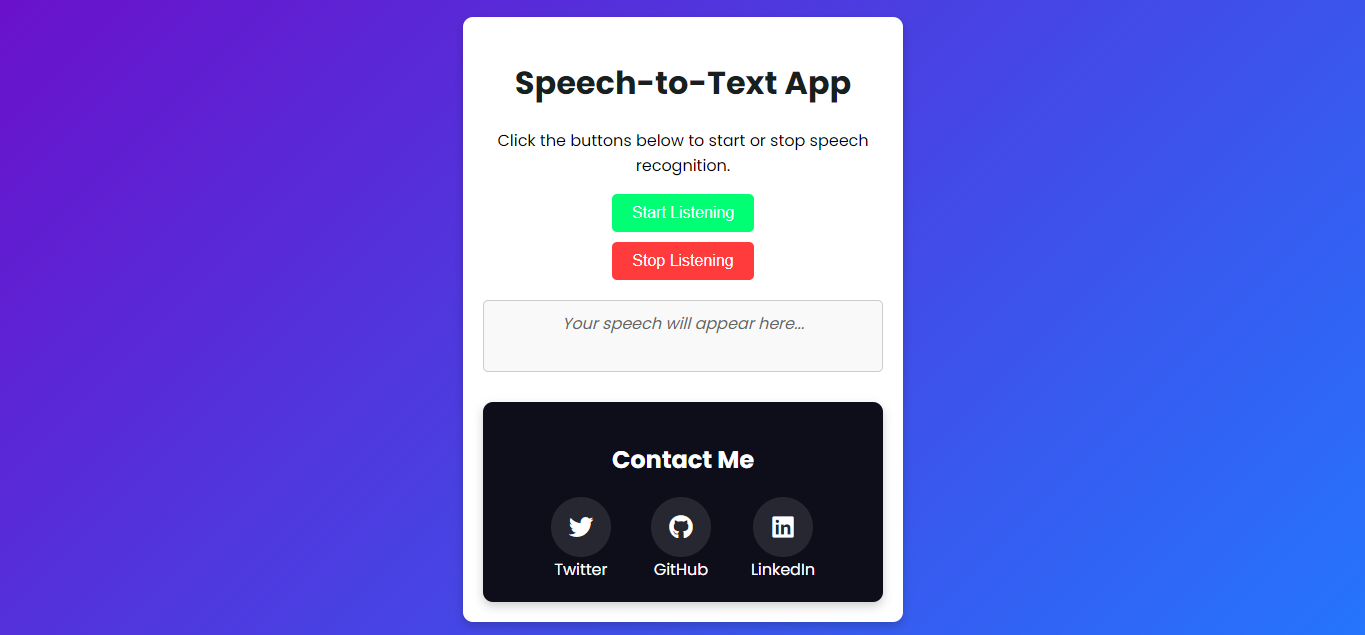 Speech-to-Text App
Click the buttons below to start or stop speech
recognition.
Start Listening
Stop Listening
Your speech will appear here...
Contact Me
Twitter
GitHub
LinkedIn